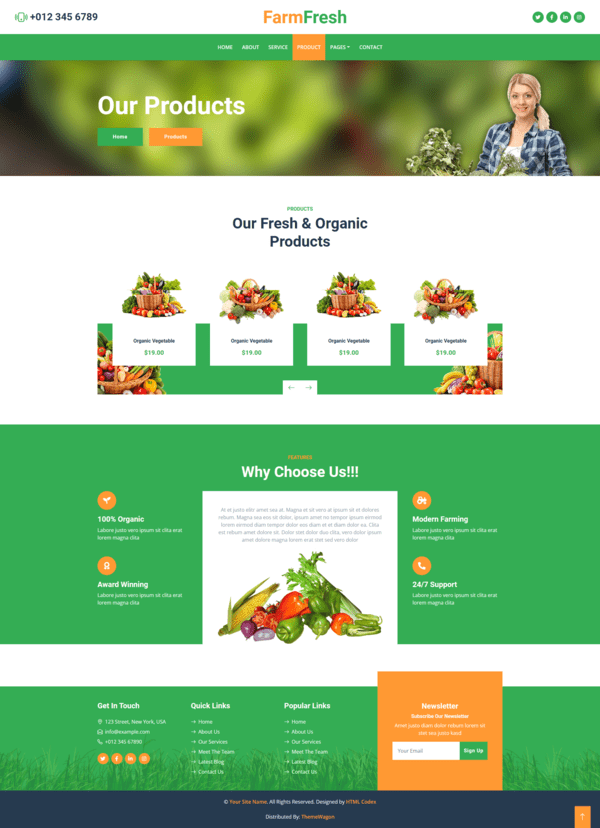 +012 345 6789
FarmFresh
HOME ABOUT SERVICE PRODUCT PAGES CONTACT
Our Products
Home Products
PRODUCTS
Our Fresh & Organic
Products
Organic Vegetable
$19.00
Organic Vegetable
$19.00
Organic Vegetable
$19.00
Organic Vegetable
$19.00
FEATURES
Why Choose Us!!!
100% Organic
Labore justo vero ipsum sit clita erat
lorem magna clita
Award Winning
Labore justo vero ipsum sit clita erat
lorem magna clita
At et justo elitr amet sea at. Magna et sit vero at ipsum sit et dolores
rebum. Magna sea eos sit dolor, ipsum amet no tempor ipsum eirmod
lorem eirmod diam tempor dolor eos diam et et diam dolor ea. Clita
est rebum amet dolore sit. Dolor stet dolor duo clita, vero dolor ipsum
amet dolore magna lorem erat stet sed vero dolor
Modern Farming
Labore justo vero ipsum sit clita erat
lorem magna clita
24/7 Support
Labore justo vero ipsum sit clita erat
lorem magna clita
Get In Touch
123 Street, New York, USA
info@example.com
+012 345 67890
Quick Links
Home
About Us
Our Services
Meet The Team
Latest Blog
Contact Us
Popular Links
Home
About Us
Our Services
Meet The Team
Latest Blog
Contact Us
Newsletter
Subscribe Our Newsletter
Amet justo diam dolor rebum lorem sit
stet sea justo kasd
Your Email Sign Up
© Your Site Name. All Rights Reserved. Designed by HTML Codex
Distributed By: ThemeWagon